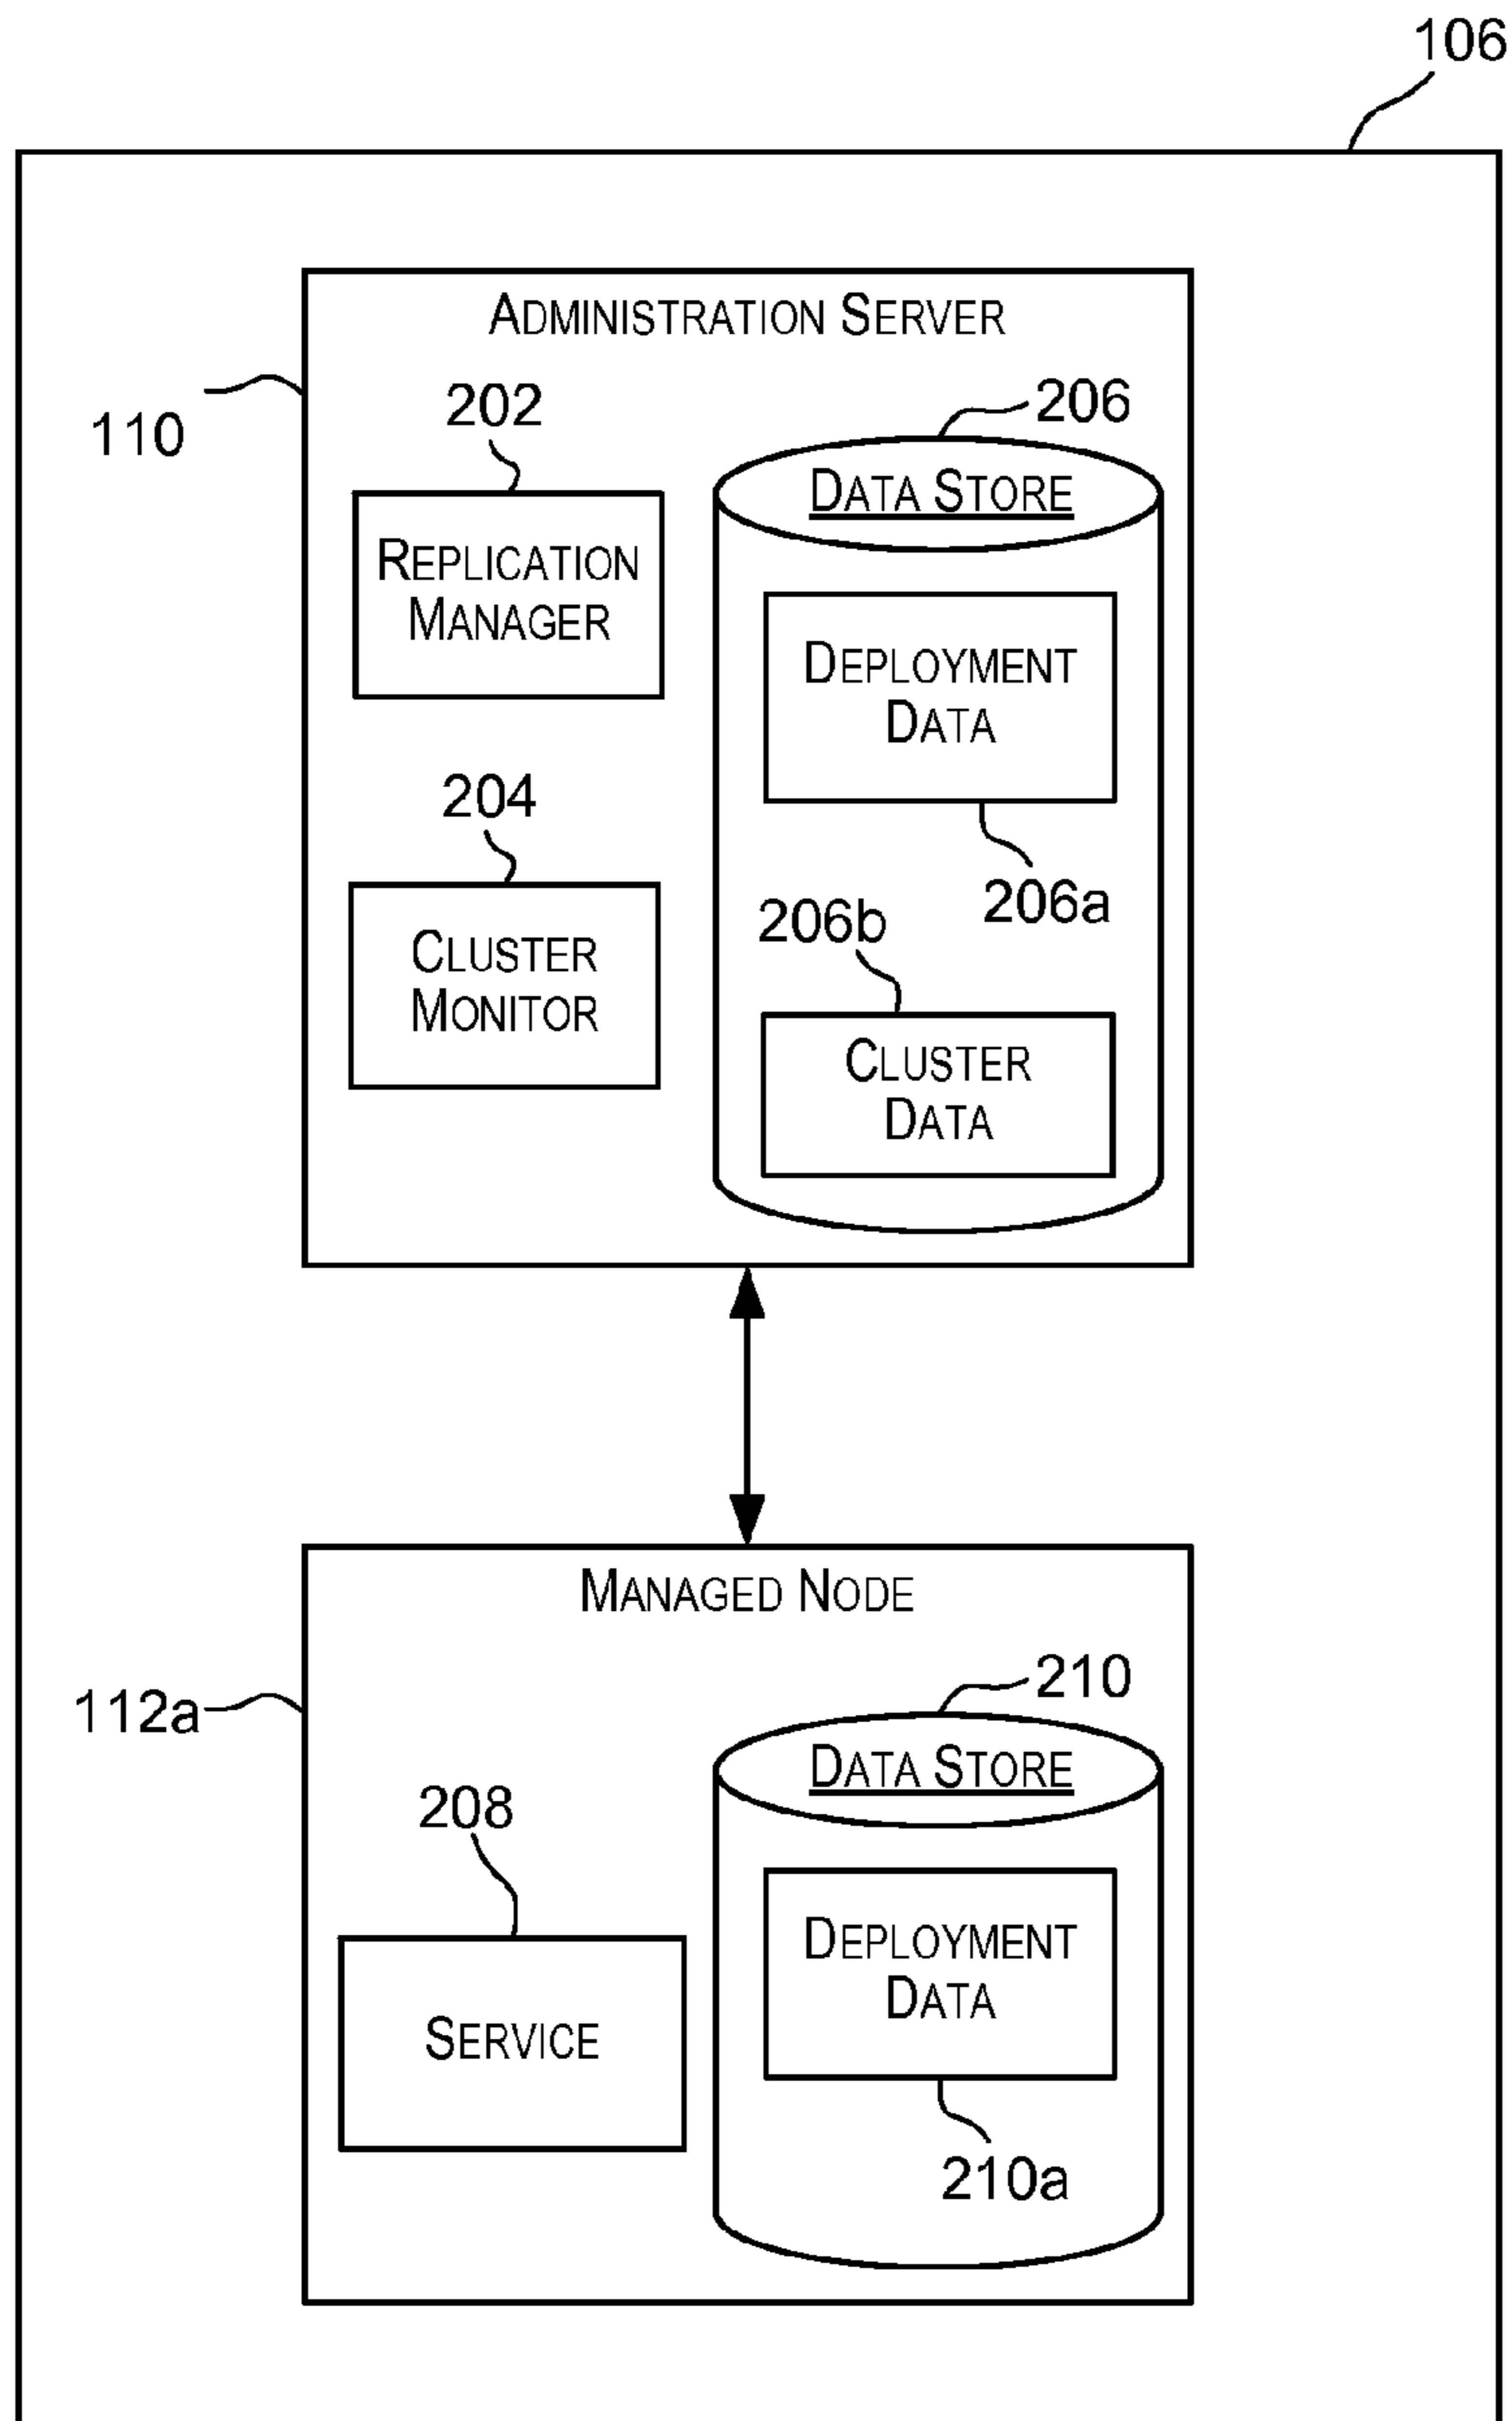 106
ADMINISTRATION SERVER
110
202
206
DATA STORE
REPLICATION
MANAGER
DEPLOYMENT
DATA
204
206a
206b
CLUSTER
MONITOR
CLUSTER
DATA
MANAGED NODE
112a
210
DATA STORE
208
DEPLOYMENT
DATA
SERVICE
210a